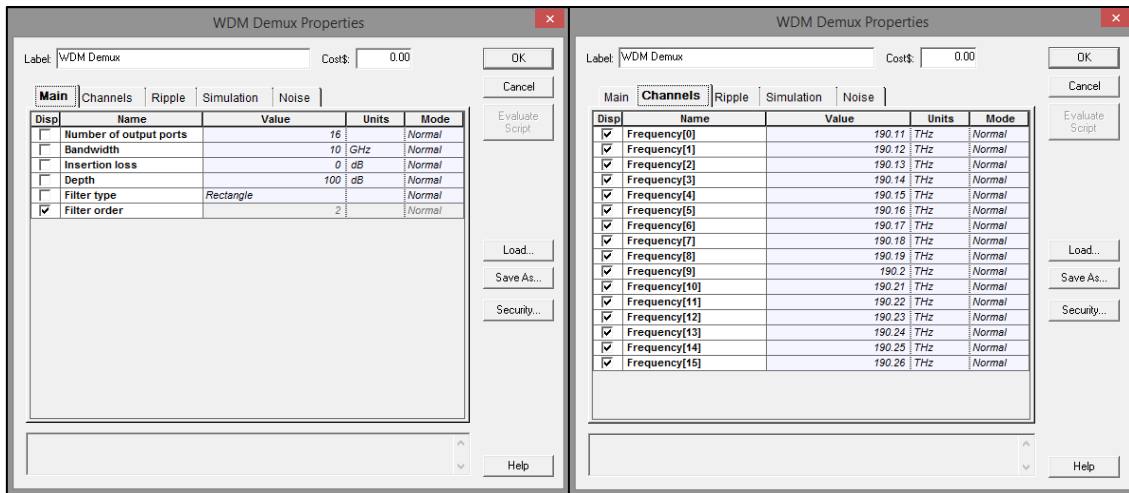 WDM Demux Properties
Label: WDM Demux Cost$: 0.00 OK
Cancel
Evaluate Script
Main Channels Ripple Simulation Noise
Disp Name Value Units Mode
Number of output ports 16 Normal
Bandwidth 10 GHz Normal
Insertion loss 0 dB Normal
Depth 100 dB Normal
Filter type Rectangle Normal
Filter order 2 Normal
Load...
Save As...
Security...
Help
WDM Demux Properties
Label: WDM Demux Cost$: 0.00 OK
Cancel
Evaluate Script
Main Channels Ripple Simulation Noise
Disp Name Value Units Mode
Frequency[0] 190.11 THz Normal
Frequency[1] 190.12 THz Normal
Frequency[2] 190.13 THz Normal
Frequency[3] 190.14 THz Normal
Frequency[4] 190.15 THz Normal
Frequency[5] 190.16 THz Normal
Frequency[6] 190.17 THz Normal
Frequency[7] 190.18 THz Normal
Frequency[8] 190.19 THz Normal
Frequency[9] 190.2 THz Normal
Frequency[10] 190.21 THz Normal
Frequency[11] 190.22 THz Normal
Frequency[12] 190.23 THz Normal
Frequency[13] 190.24 THz Normal
Frequency[14] 190.25 THz Normal
Frequency[15] 190.26 THz Normal
Load...
Save As...
Security...
Help